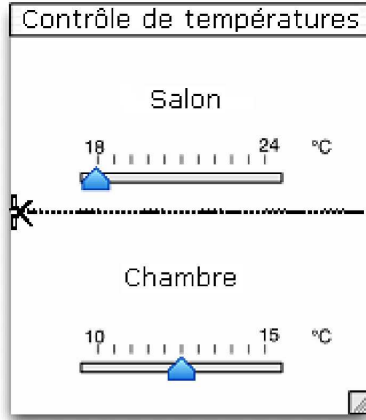 Contrôle de températures
Salon
18 24 °C
Chambre
10 15 °C